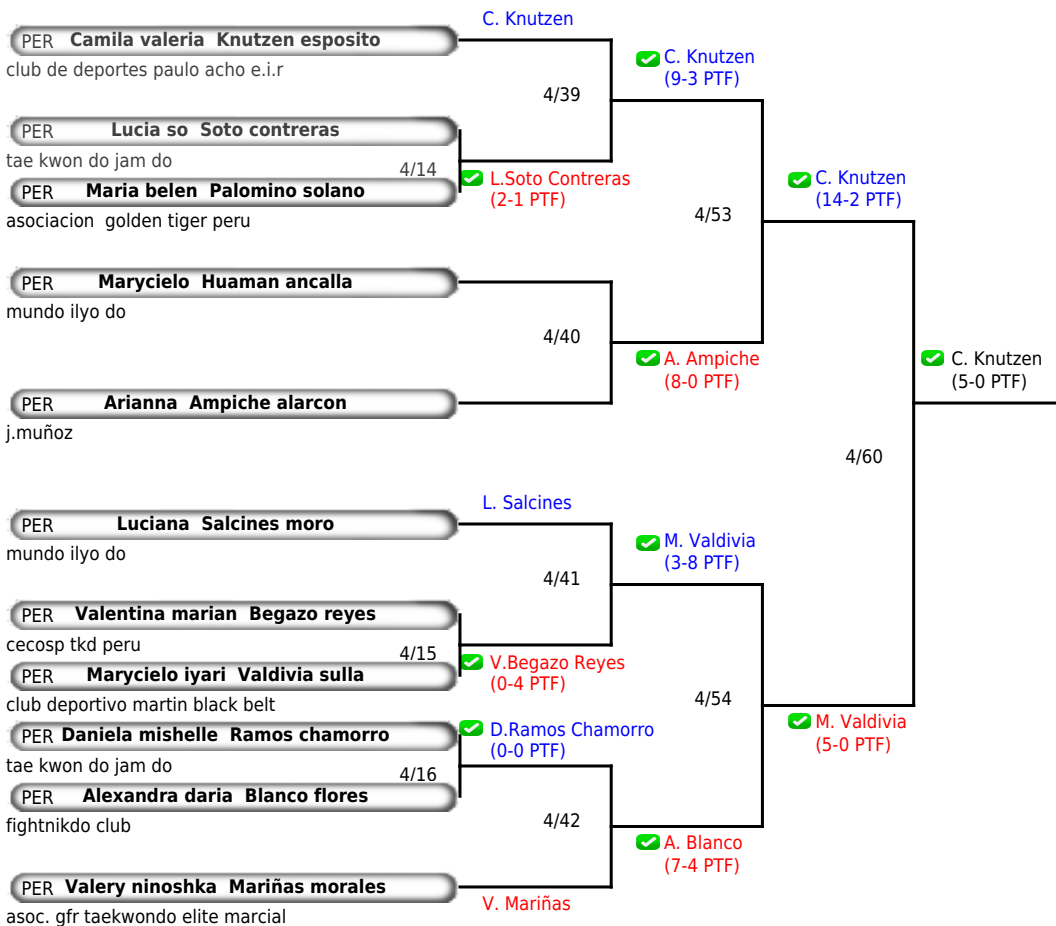 C. Knutzen
PER Camila valeria Knutzen esposito
club de deportes paulo acho e.i.r
C. Knutzen
(9-3 PTF)
4/39
PER Lucia so Soto contreras
tae kwon do jam do
4/14
L.Soto Contreras
(2-1 PTF)
PER Maria belen Palomino solano
asociacion golden tiger peru
C. Knutzen
(14-2 PTF)
4/53
PER Marycielo Huaman ancalla
mundo ilyo do
4/40
A. Ampiche
(8-0 PTF)
PER Arianna Ampiche alarcon
j.muñoz
C. Knutzen
(5-0 PTF)
4/60
L. Salcines
PER Luciana Salcines moro
mundo ilyo do
M. Valdivia
(3-8 PTF)
4/41
PER Valentina marian Begazo reyes
cecosp tkd peru
4/15
V.Begazo Reyes
(0-4 PTF)
PER Marycielo iyari Valdivia sulla
club deportivo martin black belt
4/54
M. Valdivia
(5-0 PTF)
PER Daniela mishelle Ramos chamorro
D.Ramos Chamorro
(0-0 PTF)
tae kwon do jam do
4/16
PER Alexandra daria Blanco flores
fightnikdo club
4/42
A. Blanco
(7-4 PTF)
PER Valery ninoshka Mariñas morales
V. Mariñas
asoc. gfr taekwondo elite marcial